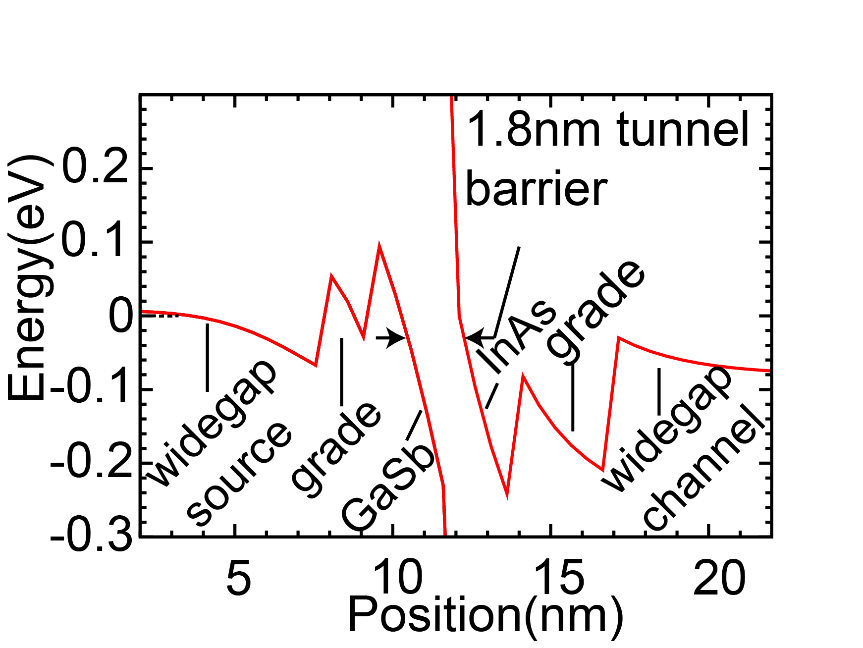 1.8nm tunnel
barrier
Energy(eV)
0.2
0.1
0
-0.1
-0.2
-0.3
widegap
source
grade
GaSb
InAs
grade
widegap
channel
5
10
15
20
Position(nm)